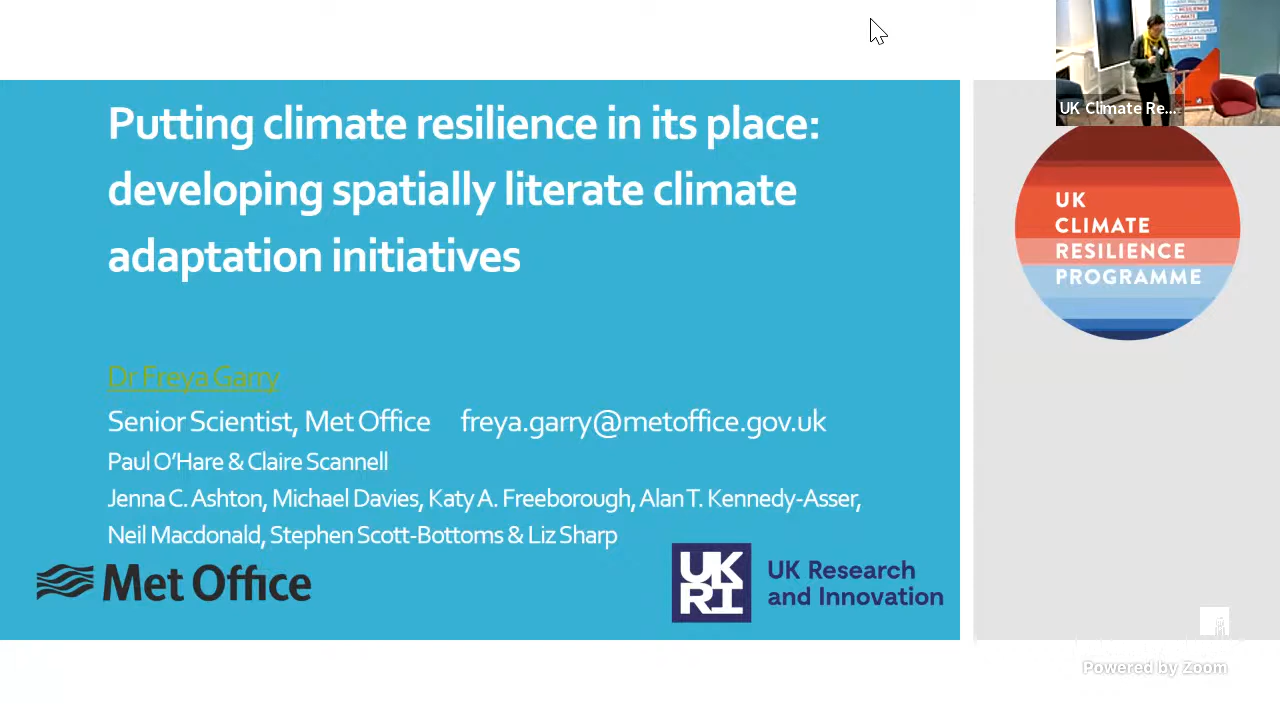 Putting climate resilience in its place:
developing spatially literate climate
adaptation initiatives
Dr Freya Garry
Senior Scientist, Met Office freya.garry@metoffice.gov.uk
Paul O'Hare & Claire Scannell
Jenna C. Ashton, Michael Davies, Katy A. Freeborough, Alan T. Kennedy-Asser,
Neil Macdonald, Stephen Scott-Bottoms & Liz Sharp
Met Office
UK
RI
UK Research
and Innovation
UK Climate Re...
UK
CLIMATE
RESILIENCE
PROGRAMME
Powered by Zoom